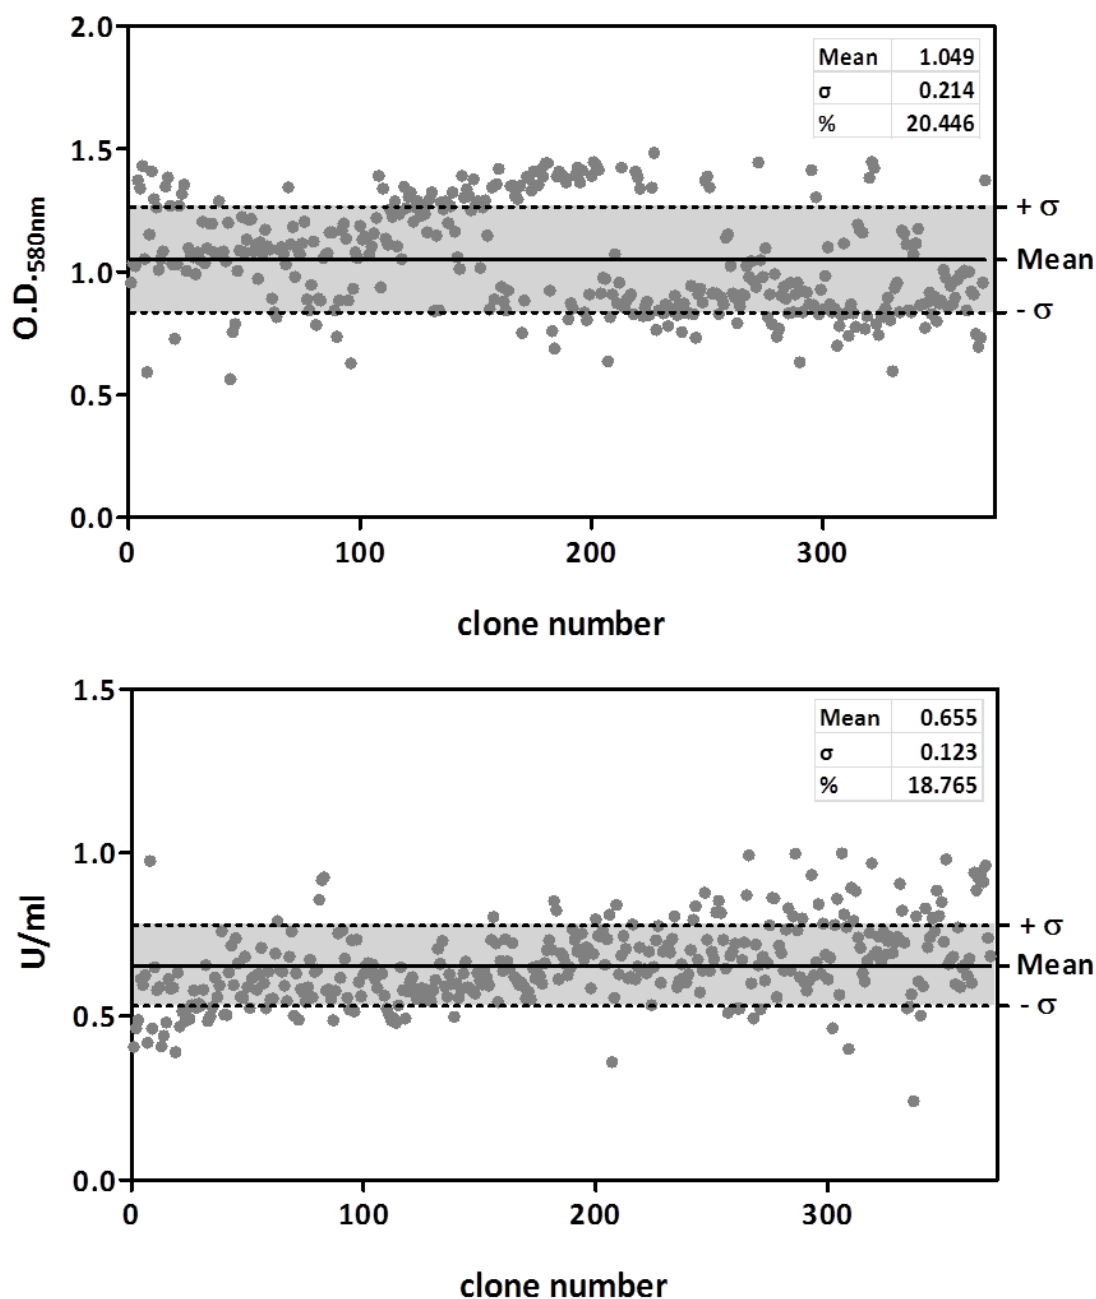 2.0
Mean 1.049
σ 0.214
% 20.446
1.5
+ σ
Mean
1.0
- σ
0.5
0.0
O.D.580nm
0 100 200 300
clone number
1.5
Mean 0.655
σ 0.123
% 18.765
1.0
+ σ
Mean
- σ
0.5
0.0
U/ml
0 100 200 300
clone number